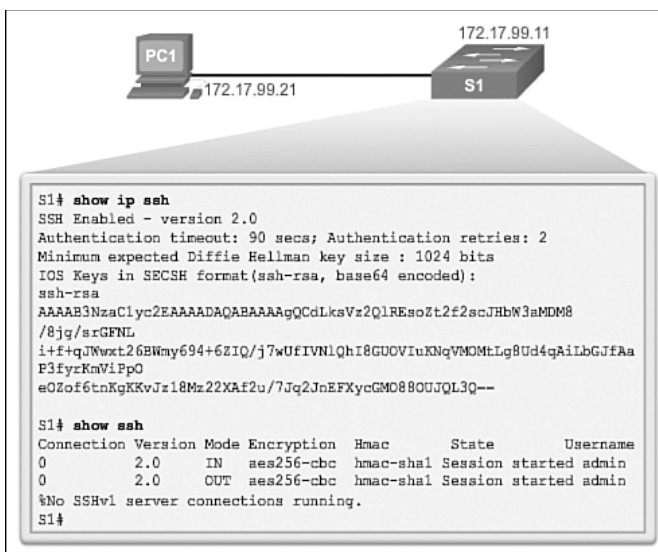 172.17.99.11
PC1
172.17.99.21
S1
S1# show ip ssh
SSH Enabled - version 2.0
Authentication timeout: 90 secs; Authentication retries: 2
Minimum expected Diffie Hellman key size : 1024 bits
IOS Keys in SECSH format(ssh-rsa, base64 encoded):
ssh-rsa
AAAAB3NzaC1yc2EAAAADAQABAAAAgQCdLksVz2QlREsoZt2f2scJHbW3aMDM8
/8jg/srGFNL
i+f+qJWwxt26BWmy694+6ZIQ/j7wUfIVNlQhI8GUOVIuKNqVMOMtLg8Ud4qAiLbGJfAa
P3fyrKmViPpO
eOZof6tnKgKKvJz18Mz22XAf2u/7Jq2JnEFXycGMO88OUJQL3Q==
S1# show ssh
Connection Version Mode Encryption Hmac State Username
0 2.0 IN aes256-cbc hmac-sha1 Session started admin
0 2.0 OUT aes256-cbc hmac-sha1 Session started admin
%No SSHv1 server connections running.
S1#